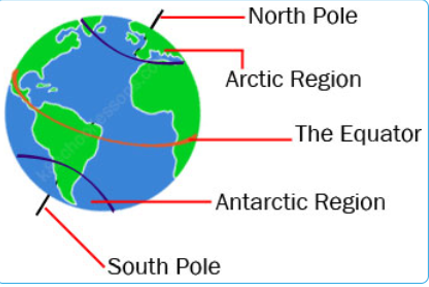 North Pole
Arctic Region
The Equator
Antarctic Region
South Pole